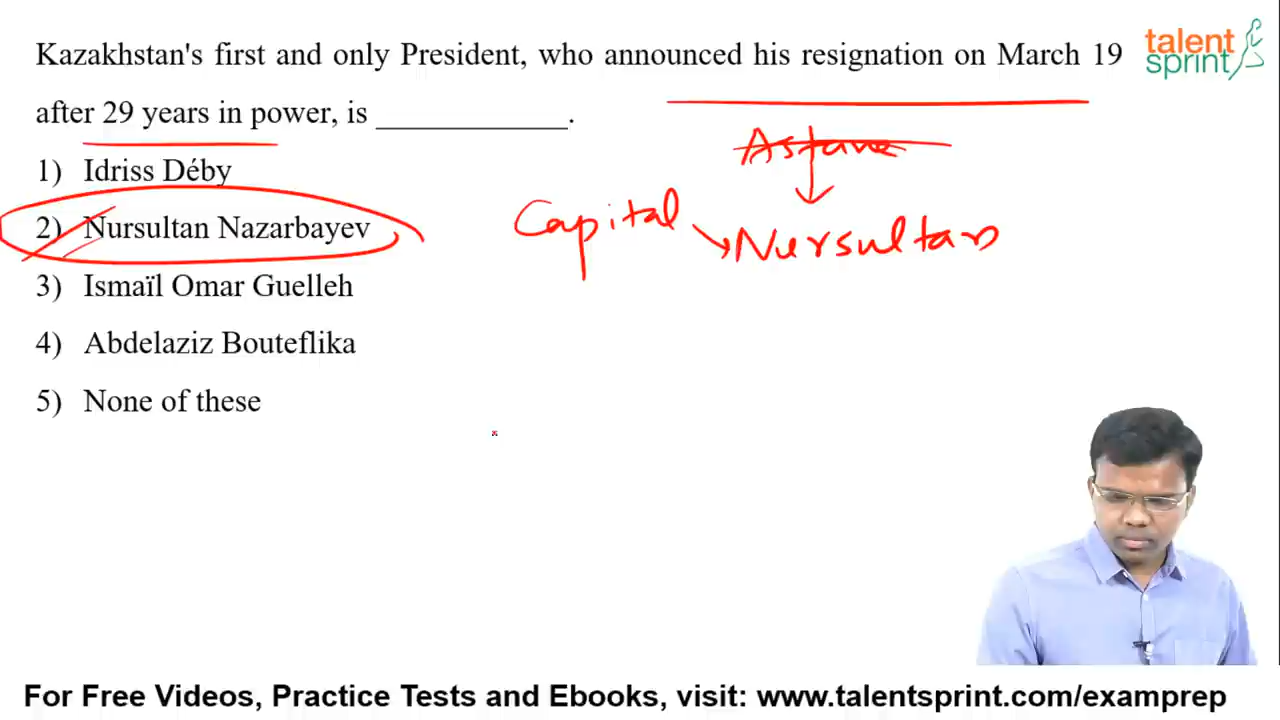 Kazakhstan's first and only President, who announced his resignation on March 19
after 29 years in power, is ____________.
talent
sprint
1) Idriss Déby
2) Nursultan Nazarbayev
3) Ismaïl Omar Guelleh
4) Abdelaziz Bouteflika
5) None of these
Astana
Capital
Nursultan
For Free Videos, Practice Tests and Ebooks, visit: www.talentsprint.com/examprep